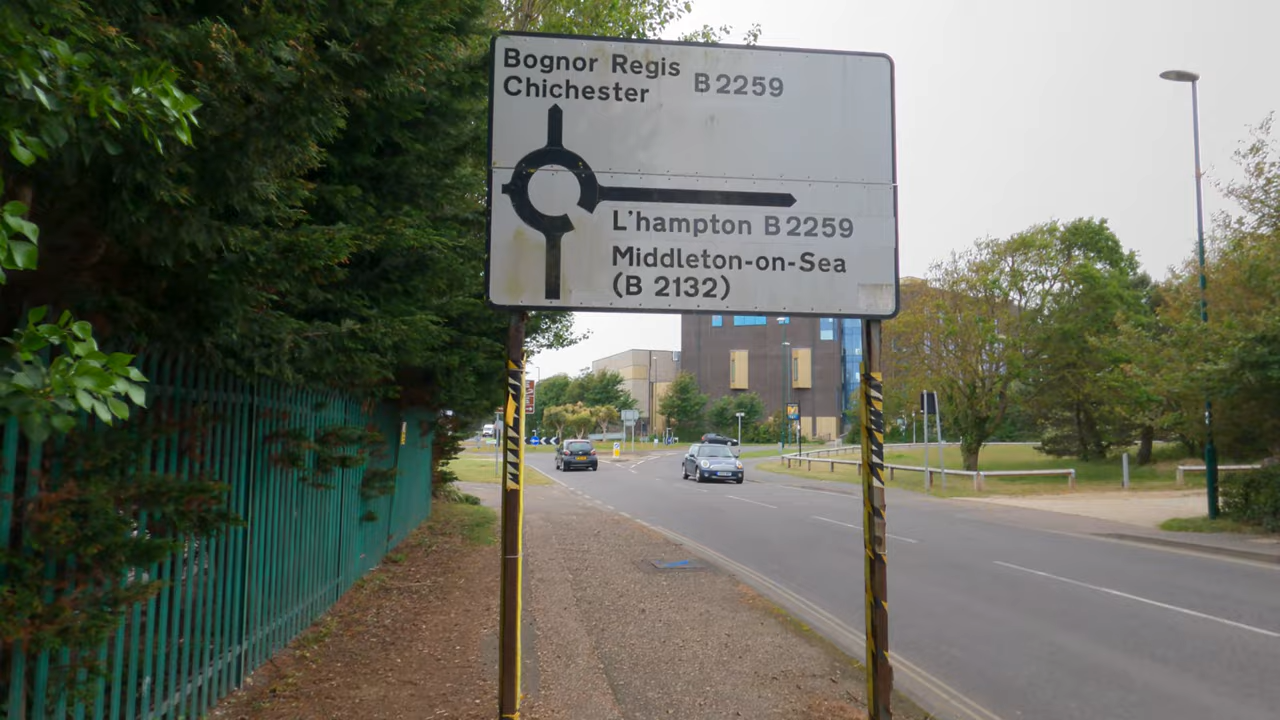 Bognor Regis
Chichester
B2259
L'hampton B2259
Middleton-on-Sea
(B 2132)